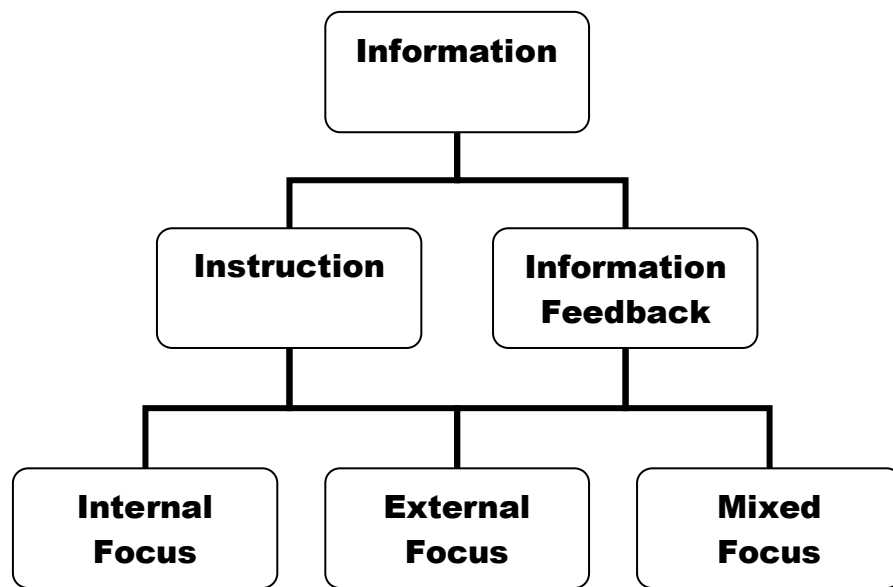 Information
Instruction
Information
Feedback
Internal
Focus
External
Focus
Mixed
Focus